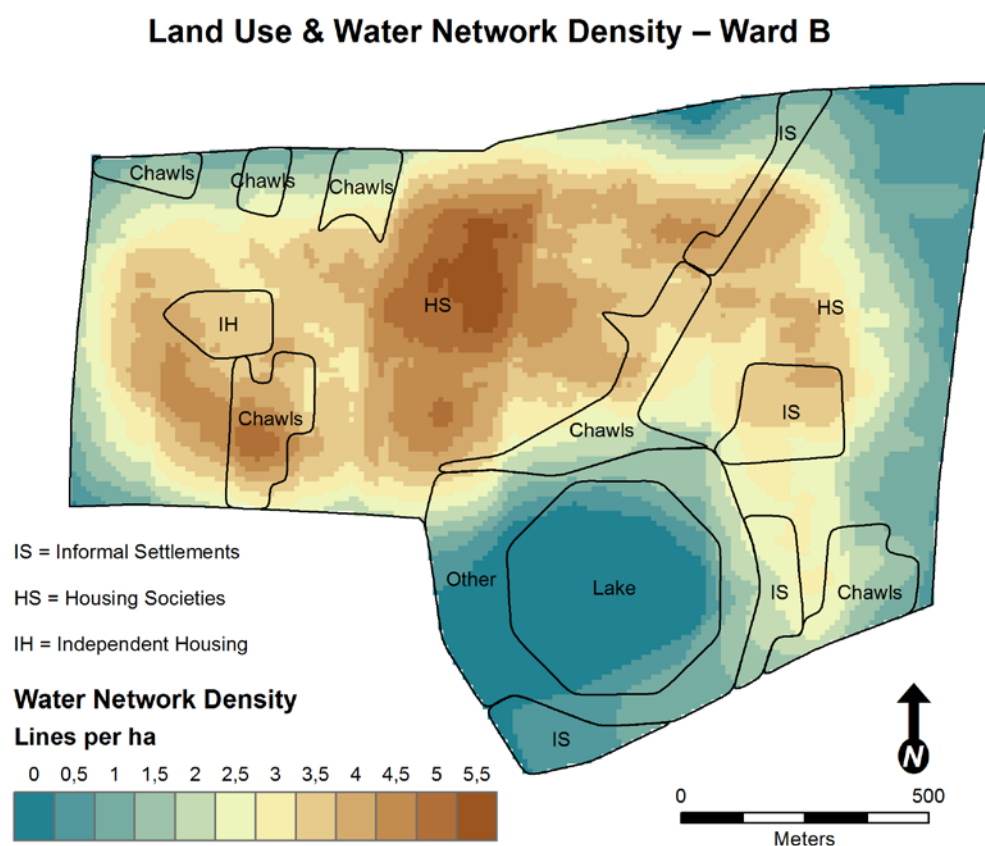 Land Use & Water Network Density – Ward B
IS
Chawls
Chawls
Chawls
HS
HS
IH
IS
Chawls
Chawls
IS = Informal Settlements
Other
Lake
IS
Chawls
HS = Housing Societies
IH = Independent Housing
Water Network Density
IS
Lines per ha
N
0 0,5 1 1,5 2 2,5 3 3,5 4 4,5 5 5,5
0 500
Meters